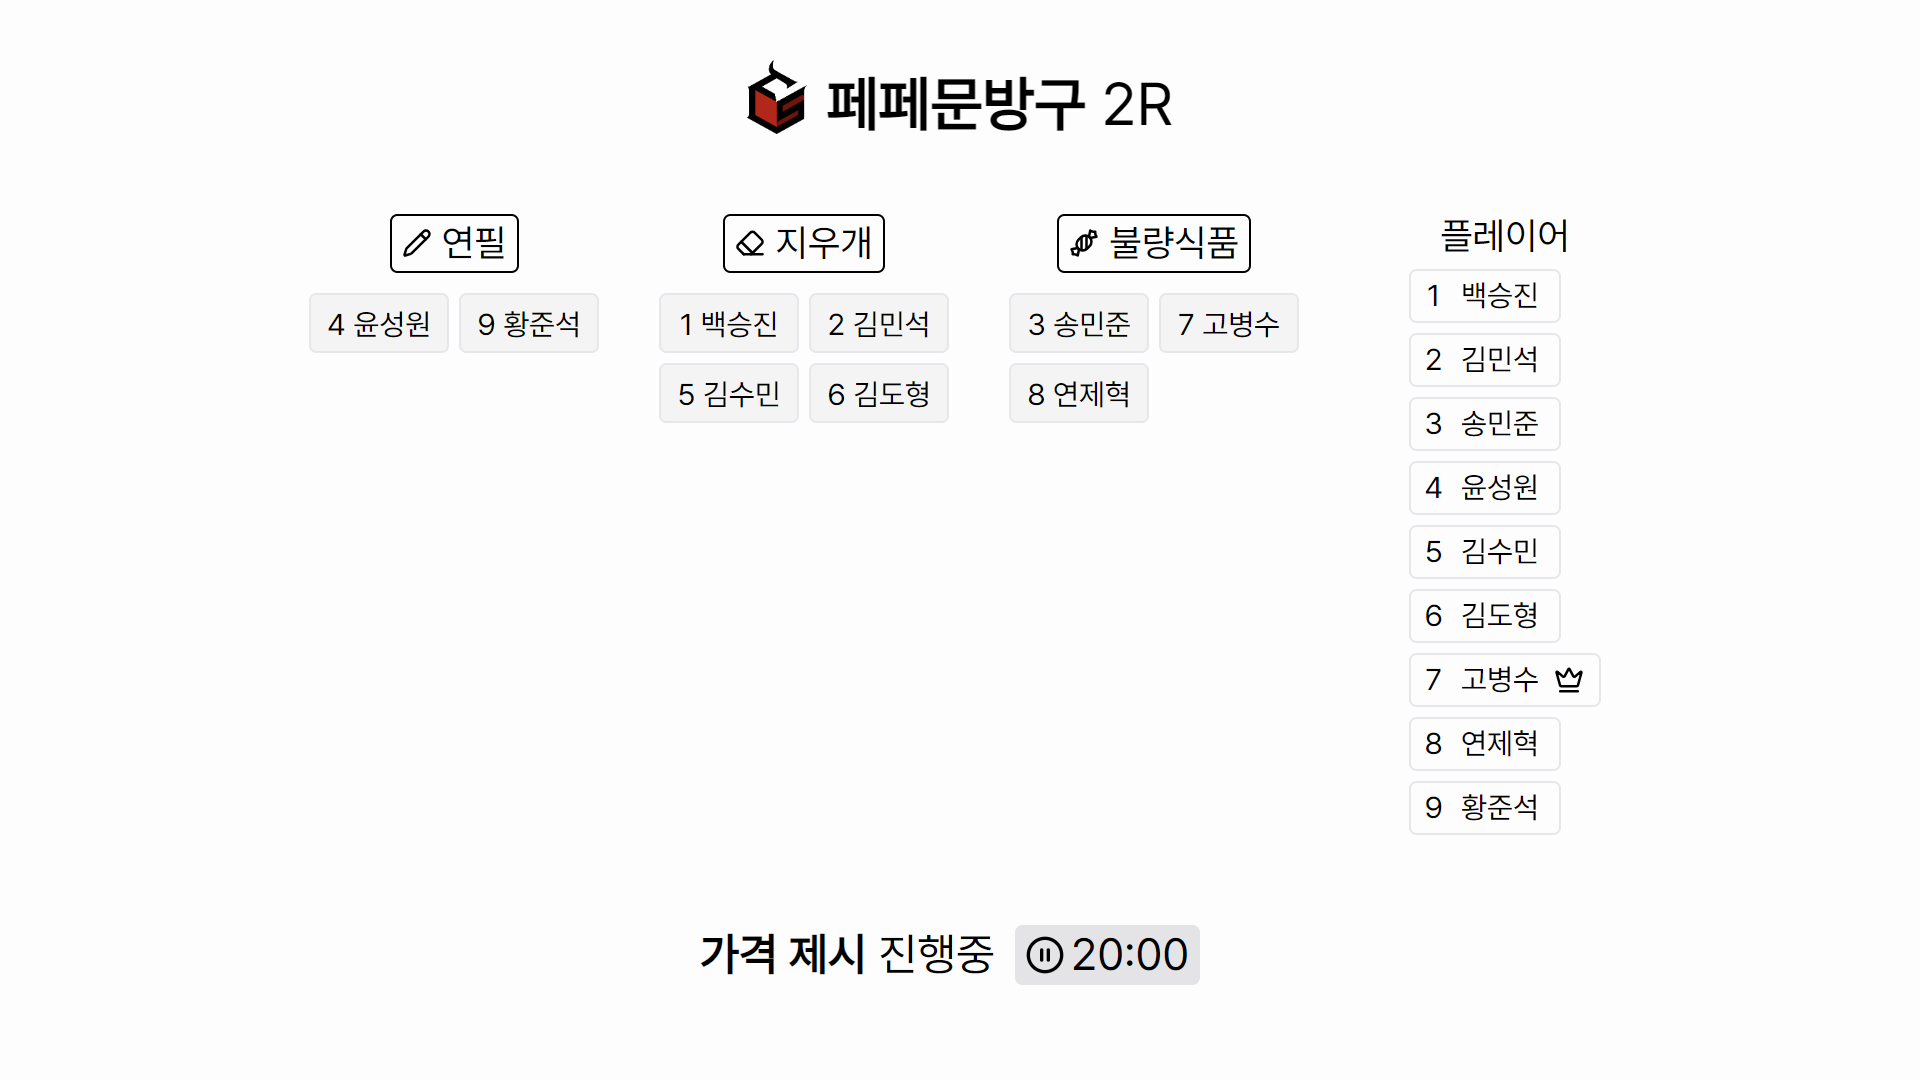 페페문방구 2R
연필
4 윤성원
9 황준석
지우개
1 백승진
2 김민석
5 김수민
6 김도형
불량식품
3 송민준
7 고병수
8 연제혁
플레이어
1 백승진
2 김민석
3 송민준
4 윤성원
5 김수민
6 김도형
7 고병수
8 연제혁
9 황준석
가격 제시 진행중 20:00